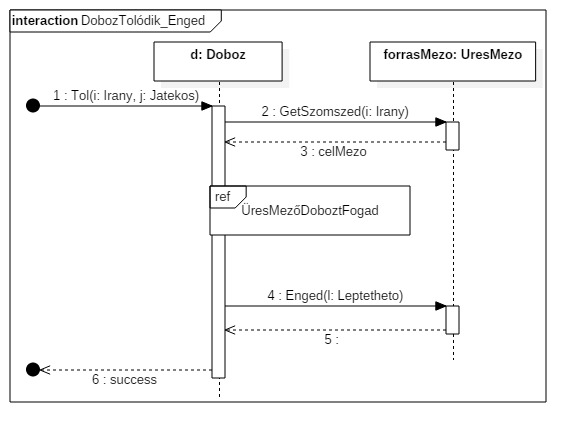 interaction DobozTolódik_Enged
d: Doboz
forrasMezo: UresMezo
1 : Tol(i: Irany, j: Jatekos)
2 : GetSzomszed(i: Irany)
3 : celMezo
ref
ÜresMezőDoboztFogad
4 : Enged(l: Leptetheto)
5 :
6 : success